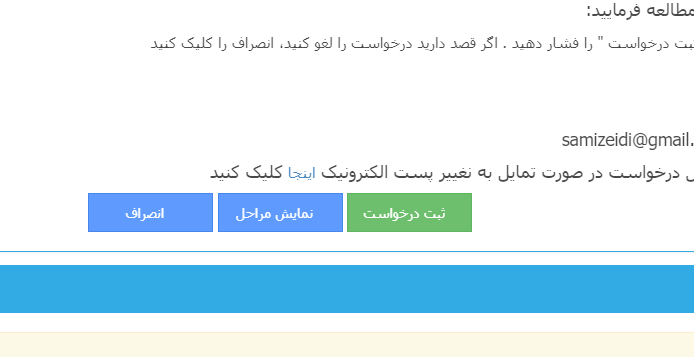 مطالعه فرمایید:
ثبت درخواست " را فشار دهید . اگر قصد دارید درخواست را لغو کنید، انصراف را کلیک کنید
samizeidi@gmail.
درخواست در صورت تمایل به تغییر پست الکترونیک اینجا کلیک کنید
ثبت درخواست نمایش مراحل انصراف